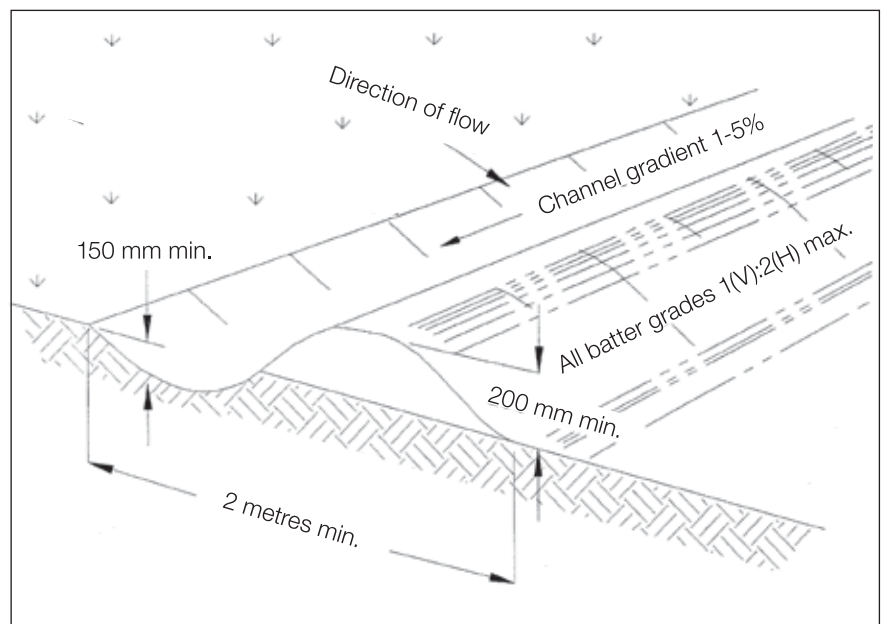 Direction of flow
Channel gradient 1-5%
150 mm min.
All batter grades 1(V):2(H) max.
200 mm min.
2 metres min.